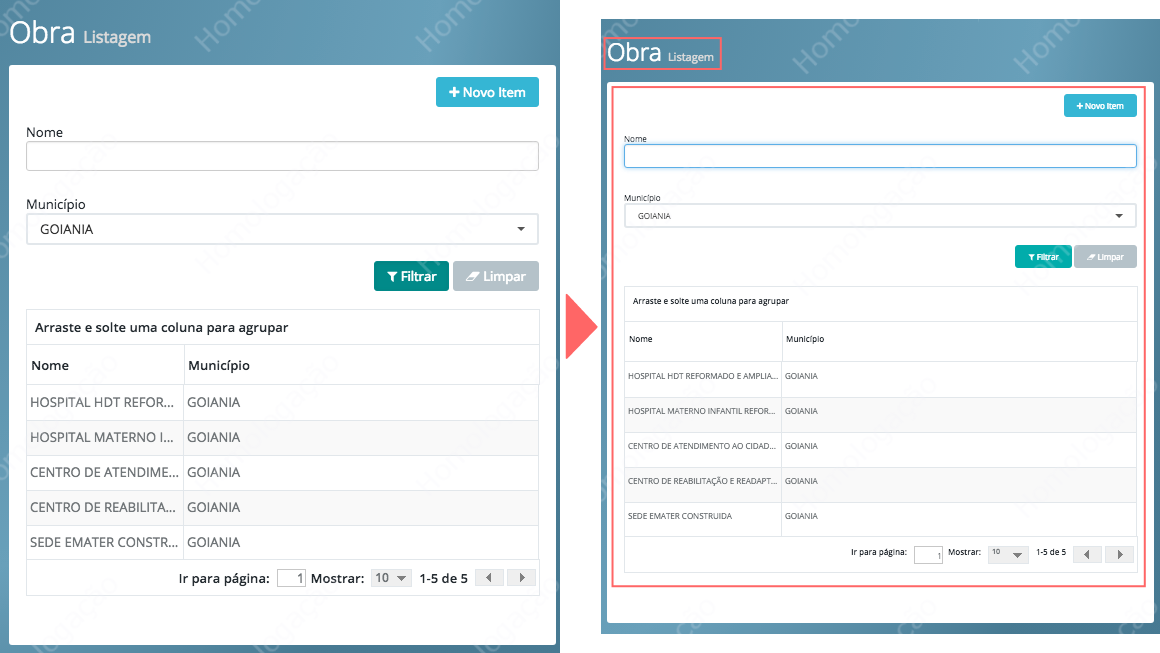 Obra Listagem
+ Novo Item
Nome
Município
GOIANIA
Filtrar Limpar
Arraste e solte uma coluna para agrupar
Nome Município
HOSPITAL HDT REFOR... GOIANIA
HOSPITAL MATERNO I... GOIANIA
CENTRO DE ATENDIME... GOIANIA
CENTRO DE REABILITA... GOIANIA
SEDE EMATER CONSTR... GOIANIA
Ir para página: 1 Mostrar: 10 1-5 de 5
Obra Listagem
+ Novo Item
Nome
Município
GOIANIA
Filtrar Limpar
Arraste e solte uma coluna para agrupar
Nome Município
HOSPITAL HDT REFORMADO E AMPLIA... GOIANIA
HOSPITAL MATERNO INFANTIL REFOR... GOIANIA
CENTRO DE ATENDIMENTO AO CIDAD... GOIANIA
CENTRO DE REABILITAÇÃO E READAPT... GOIANIA
SEDE EMATER CONSTRUIDA GOIANIA
Ir para página: 1 Mostrar: 10 1-5 de 5
Homologação